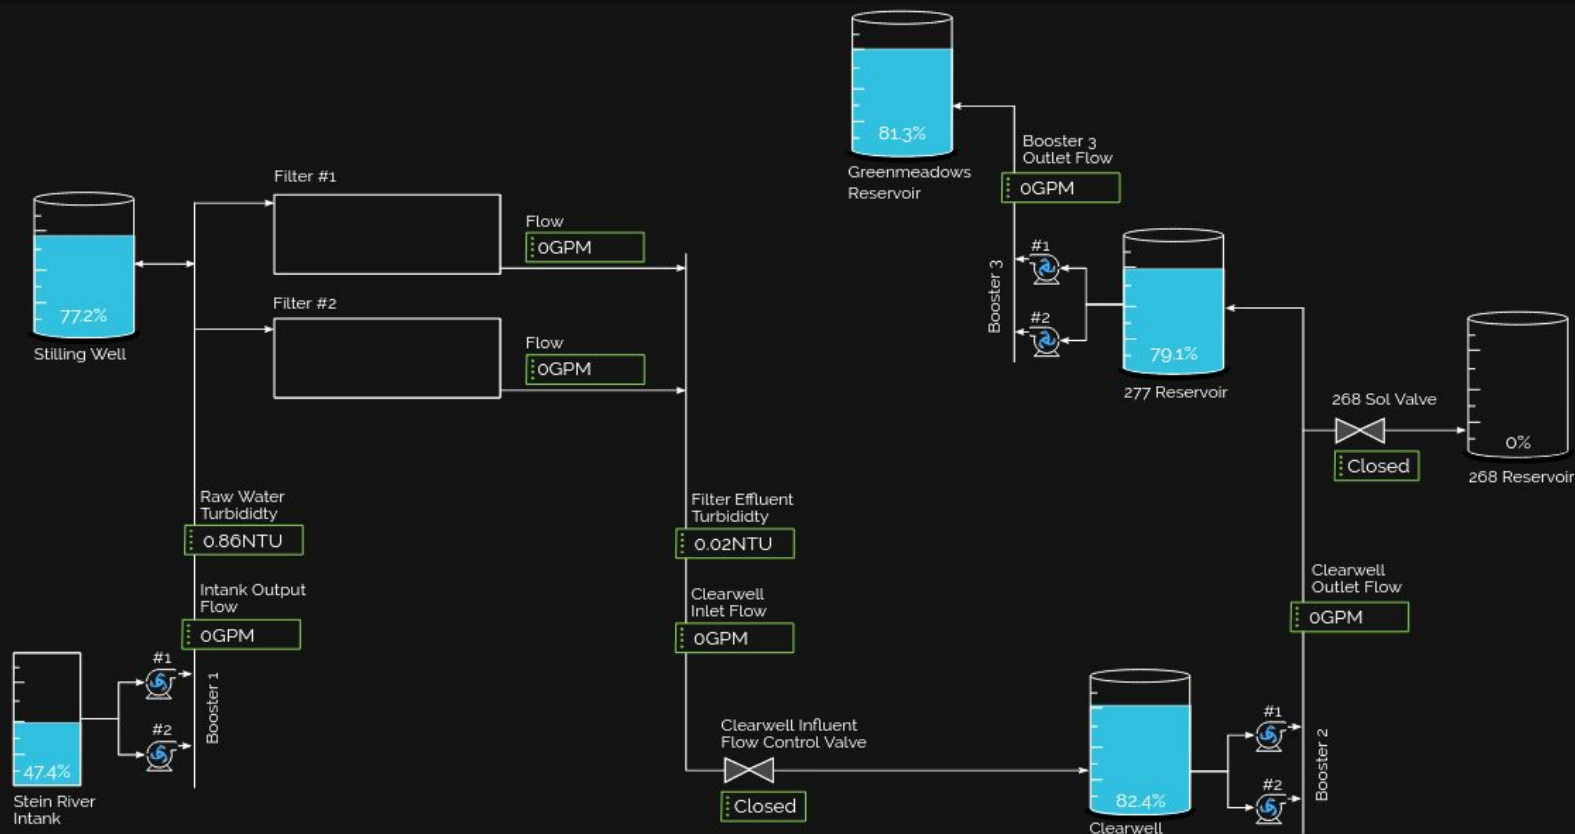 81.3%
Greenmeadows
Reservoir
Booster 3
Outlet Flow
0GPM
Filter #1
Flow
0GPM
77.2%
Stilling Well
Filter #2
Flow
0GPM
#1
#2
Booster 3
79.1%
277 Reservoir
268 Sol Valve
Closed
0%
268 Reservoir
Raw Water
Turbididty
0.86NTU
Intank Output
Flow
0GPM
Filter Effluent
Turbididty
0.02NTU
Clearwell
Inlet Flow
0GPM
Clearwell
Outlet Flow
0GPM
47.4%
Stein River
Intank
#1
#2
Booster 1
Clearwell Influent
Flow Control Valve
Closed
82.4%
Clearwell
#1
#2
Booster 2